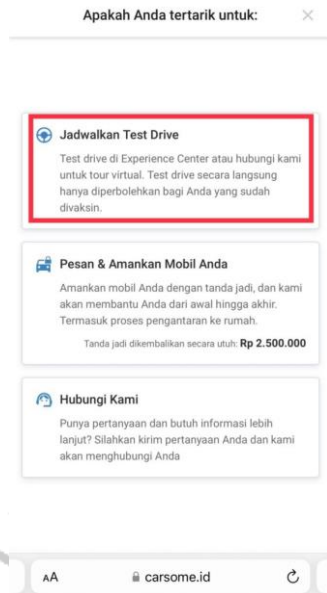 Apakah Anda tertarik untuk:
Jadwalkan Test Drive
Test drive di Experience Center atau hubungi kami
untuk tour virtual. Test drive secara langsung
hanya diperbolehkan bagi Anda yang sudah
divaksin.
Pesan & Amankan Mobil Anda
Amankan mobil Anda dengan tanda jadi, dan kami
akan membantu Anda dari awal hingga akhir.
Termasuk proses pengantaran ke rumah.
Tanda jadi dikembalikan secara utuh: Rp 2.500.000
Hubungi Kami
Punya pertanyaan dan butuh informasi lebih
lanjut? Silahkan kirim pertanyaan Anda dan kami
akan menghubungi Anda
AA carsome.id